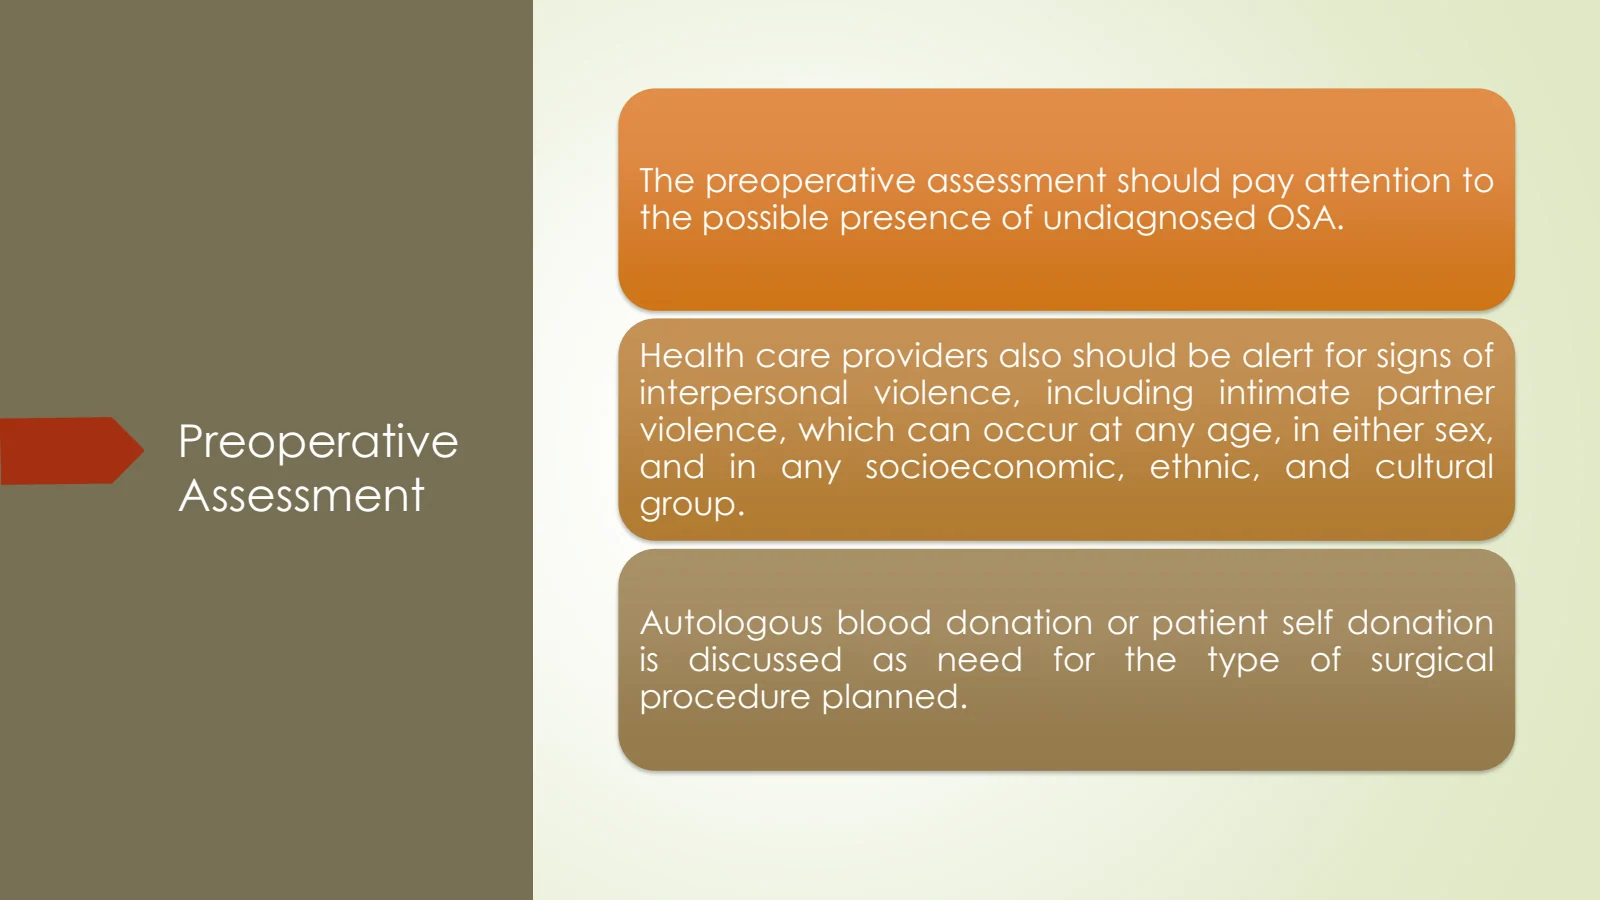 Preoperative
Assessment
The preoperative assessment should pay attention to
the possible presence of undiagnosed OSA.
Health care providers also should be alert for signs of
interpersonal violence, including intimate partner
violence, which can occur at any age, in either sex,
and in any socioeconomic, ethnic, and cultural
group.
Autologous blood donation or patient self donation
is discussed as need for the type of surgical
procedure planned.